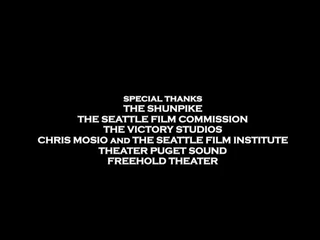 SPECIAL THANKS
THE SHUNPIKE
THE SEATTLE FILM COMMISSION
THE VICTORY STUDIOS
CHRIS MOSIO AND THE SEATTLE FILM INSTITUTE
THEATER PUGET SOUND
FREEHOLD THEATER